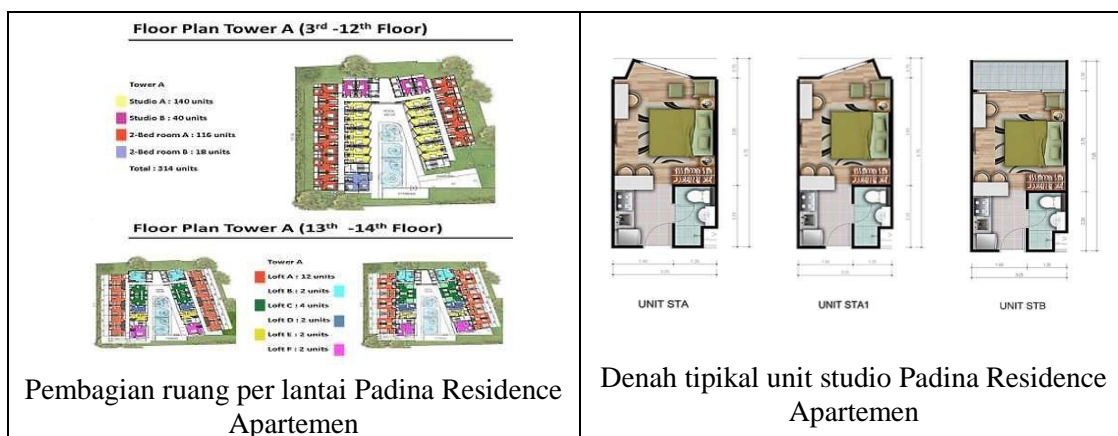 Floor Plan Tower A (3rd -12th Floor)
Tower A
Studio A : 140 units
Studio B : 40 units
2-Bed room A : 116 units
2-Bed room B : 18 units
Total : 314 units
Floor Plan Tower A (13th -14th Floor)
Tower A
Loft A : 12 units
Loft B : 2 units
Loft C : 4 units
Loft D : 2 units
Loft E : 2 units
Loft F : 2 units
Pembagian ruang per lantai Padina Residence
Apartemen
UNIT STA
UNIT STA1
UNIT STB
Denah tipikal unit studio Padina Residence
Apartemen